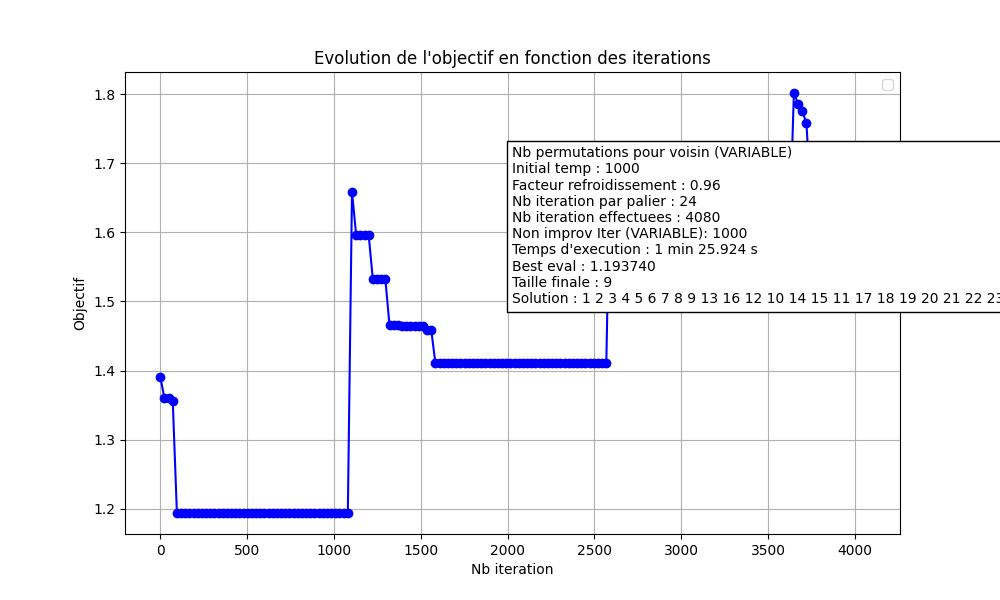 Evolution de l'objectif en fonction des iterations
1.8
1.7
1.6
1.5
1.4
1.3
1.2
Objectif
Nb permutations pour voisin (VARIABLE)
Initial temp : 1000
Facteur refroidissement : 0.96
Nb iteration par palier : 24
Nb iteration effectuees : 4080
Non improv Iter (VARIABLE): 1000
Temps d'execution : 1 min 25.924 s
Best eval : 1.193740
Taille finale : 9
Solution : 1 2 3 4 5 6 7 8 9 13 16 12 10 14 15 11 17 18 19 20 21 22 23
0 500 1000 1500 2000 2500 3000 3500 4000
Nb iteration